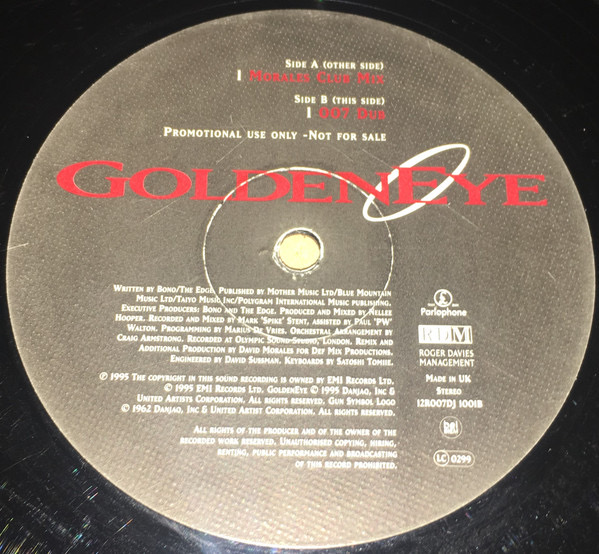 Side A (other side)
1 Morales Club Mix
Side B (this side)
1 007 Dub
Promotional use only -Not for sale
GoldenEye
Written by Bono/The Edge. Published by Mother Music Ltd/Blue Mountain
Music Ltd/Taiyo Music Inc/Polygram International Music publishing.
Executive Producers: Bono and The Edge. Produced and Mixed by Nellee
Hooper. Recorded and Mixed by Mark 'Spike' Stent, assisted by Paul 'PW'
Walton. Programming by Marius De Vries. Orchestral Arrangement by
Craig Armstrong. Recorded at Olympic Sound Studio, London. Remix and
Additional Production by David Morales for Def Mix Productions.
Engineered by David Sussman. Keyboards by Satoshi Tomiie.
℗ 1995 The copyright in this sound recording is owned by EMI Records Ltd.
© 1995 EMI Records Ltd. GoldenEye © 1995 Danjaq, Inc &
United Artists Corporation. All rights reserved. Gun Symbol Logo
© 1962 Danjaq, Inc & United Artist Corporation. All rights reserved.
All rights of the producer and of the owner of the
recorded work reserved. Unauthorised copying, hiring,
renting, public performance and broadcasting
of this record prohibited.
Parlophone
RDM
Roger Davies
Management
Made in UK
Stereo
12R007DJ 1001B
LC 0299